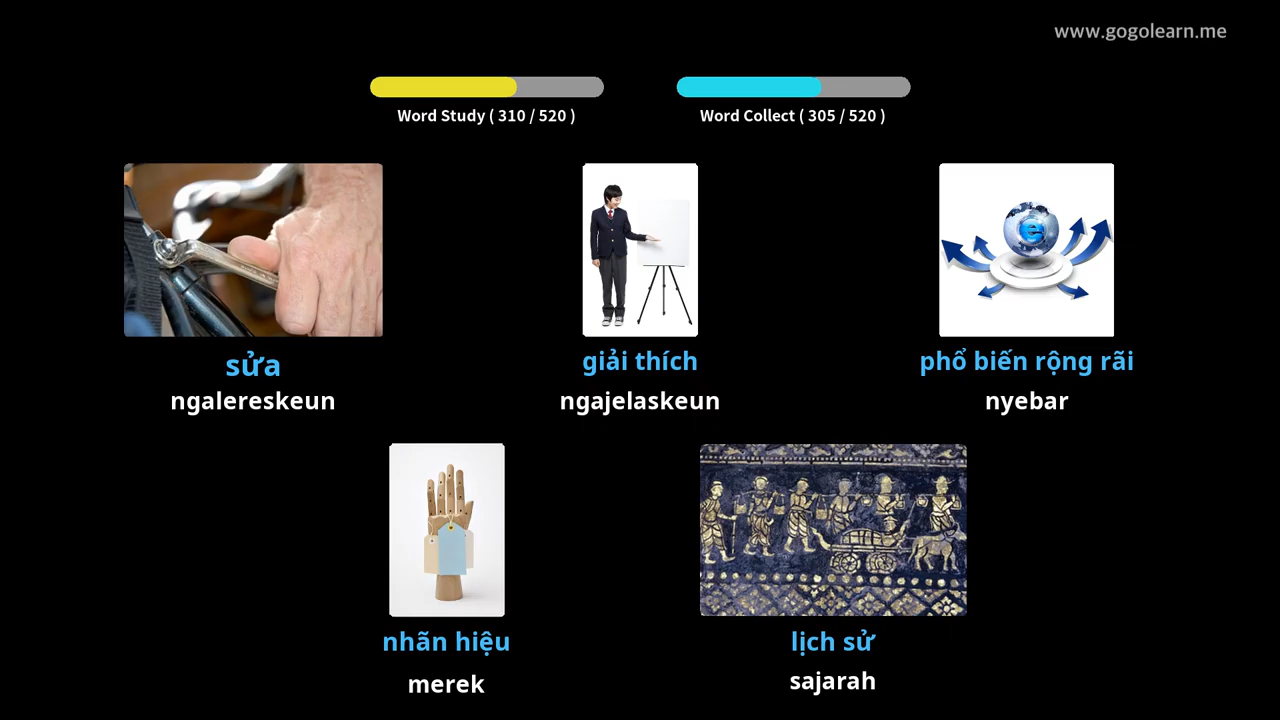 www.gogolearn.me
Word Study ( 310 / 520 )
Word Collect ( 305 / 520 )
sửa
ngalereskeun
giải thích
ngajelaskeun
phổ biến rộng rãi
nyebar
nhãn hiệu
merek
lịch sử
sajarah